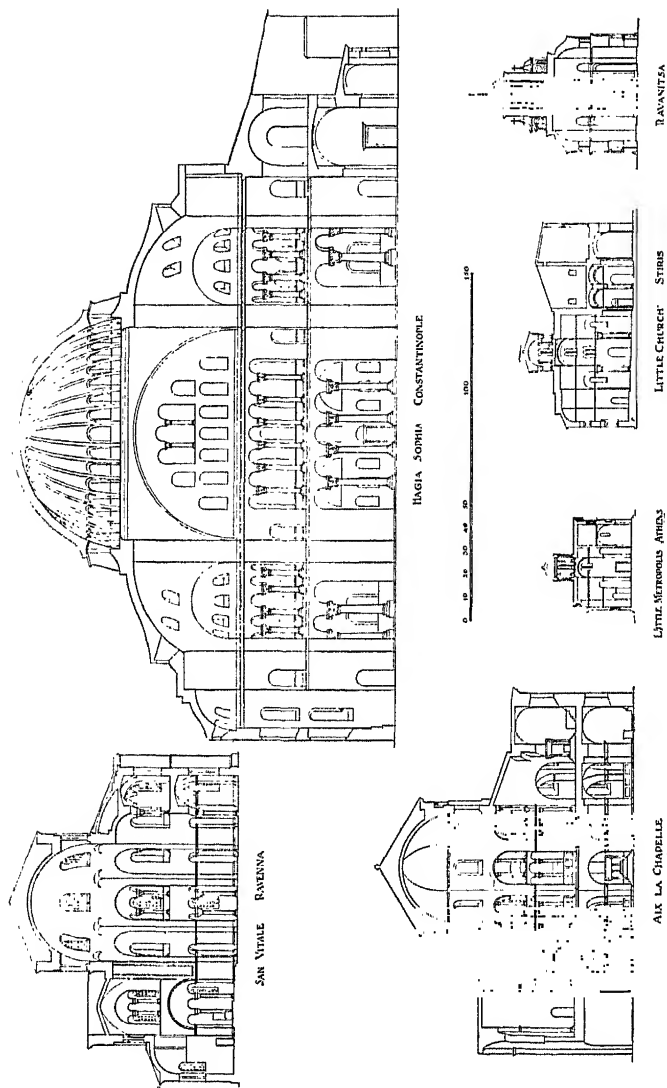 HAGIA SOPHIA CONSTANTINOPLE
SAN VITALE RAVENNA
0 10 20 30 40 50 100 150
AIX LA CHAPELLE
LITTLE METROPOLIS ATHENS
LITTLE CHURCH STIRIS
RAVANITSA